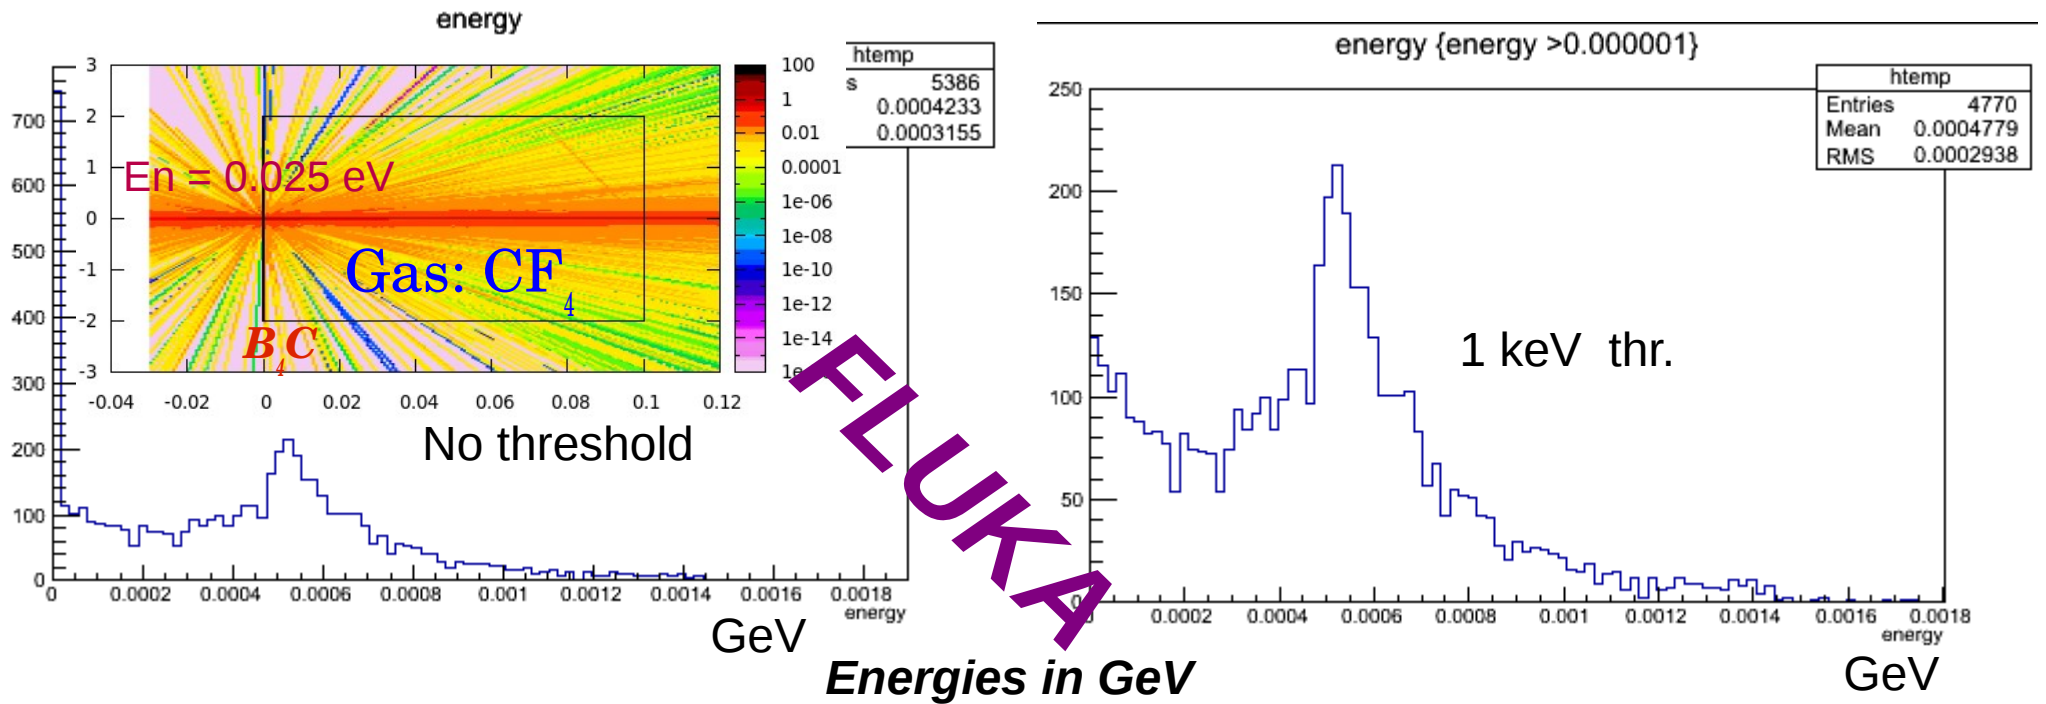 energy
htemp
s 5386
0.0004233
0.0003155
700
600
500
400
300
200
100
0
3
2
1
0
-1
-2
-3
En = 0.025 eV
Gas: CF4
B4C
100
1
0.01
0.0001
1e-06
1e-08
1e-10
1e-12
1e-14
-0.04 -0.02 0 0.02 0.04 0.06 0.08 0.1 0.12
No threshold
0 0.0002 0.0004 0.0006 0.0008 0.001 0.0012 0.0014 0.0016 0.0018
energy
GeV
FLUKA
energy {energy >0.000001}
htemp
Entries 4770
Mean 0.0004779
RMS 0.0002938
250
200
150
100
50
0
1 keV thr.
0.0002 0.0004 0.0006 0.0008 0.001 0.0012 0.0014 0.0016 0.0018
energy
GeV
Energies in GeV